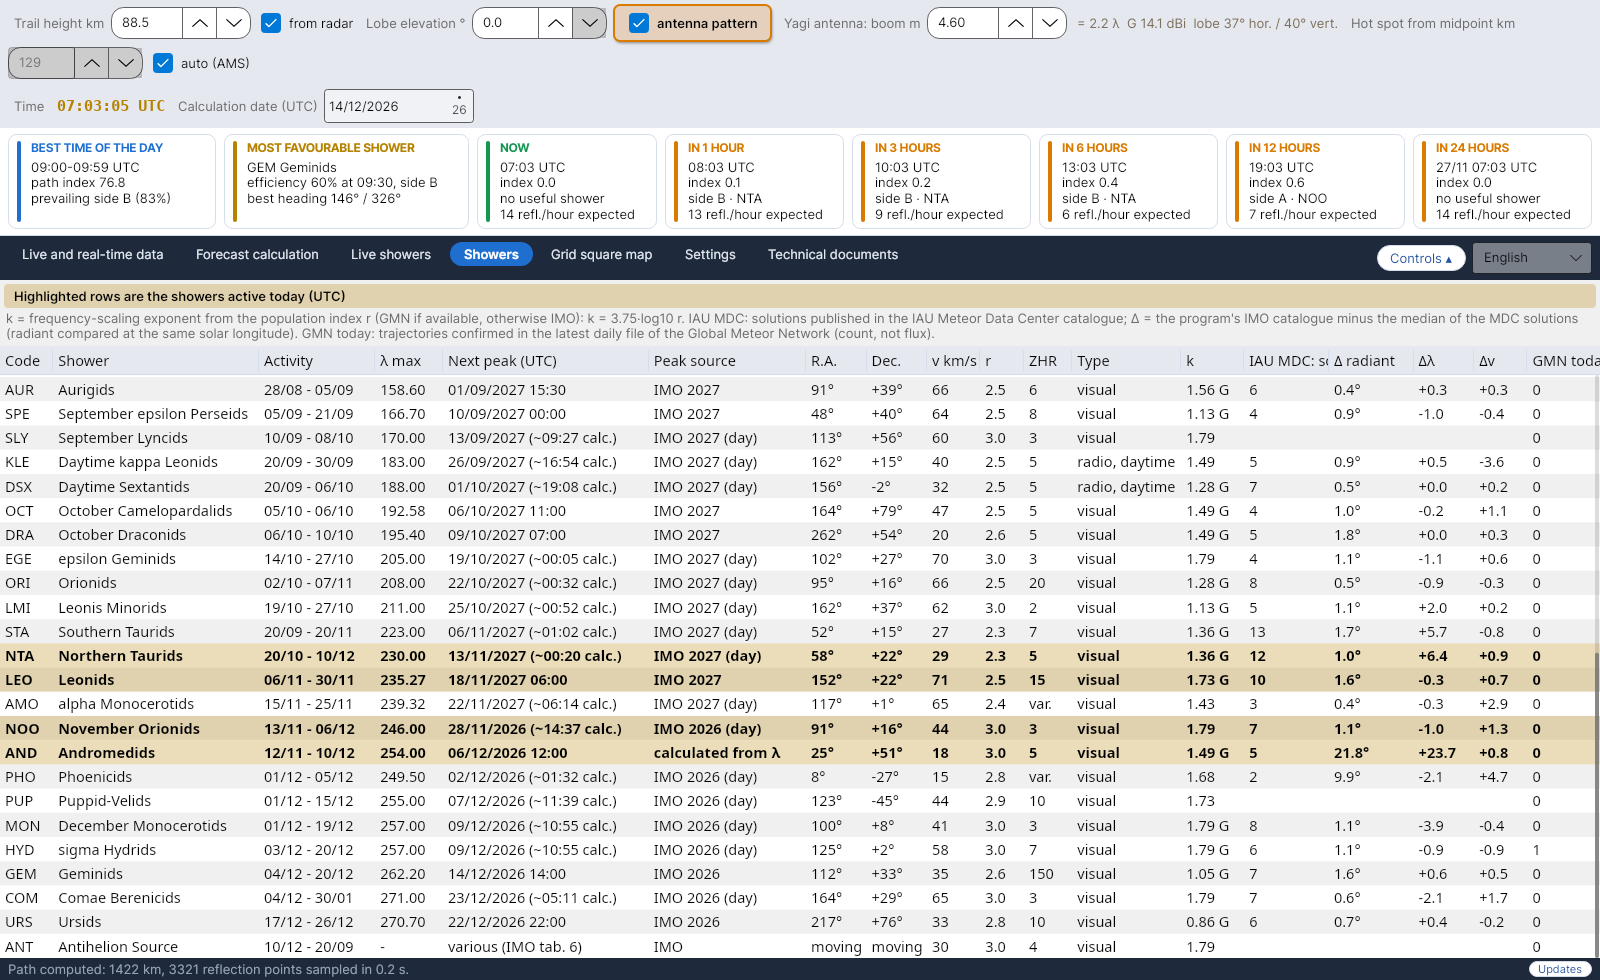 Trail height km 88.5 from radar Lobe elevation ° 0.0 antenna pattern Yagi antenna: boom m 4.60 = 2.2 λ G 14.1 dBi lobe 37° hor. / 40° vert. Hot spot from midpoint km
129 auto (AMS)
Time 07:03:05 UTC Calculation date (UTC) 14/12/2026 26
BEST TIME OF THE DAY
09:00-09:59 UTC
path index 76.8
prevailing side B (83%)
MOST FAVOURABLE SHOWER
GEM Geminids
efficiency 60% at 09:30, side B
best heading 146° / 326°
NOW
07:03 UTC
index 0.0
no useful shower
14 refl./hour expected
IN 1 HOUR
08:03 UTC
index 0.1
side B · NTA
13 refl./hour expected
IN 3 HOURS
10:03 UTC
index 0.2
side B · NTA
9 refl./hour expected
IN 6 HOURS
13:03 UTC
index 0.4
side B · NTA
6 refl./hour expected
IN 12 HOURS
19:03 UTC
index 0.6
side A · NOO
7 refl./hour expected
IN 24 HOURS
27/11 07:03 UTC
index 0.0
no useful shower
14 refl./hour expected
Live and real-time data Forecast calculation Live showers Showers Grid square map Settings Technical documents Controls ▴ English
Highlighted rows are the showers active today (UTC)
k = frequency-scaling exponent from the population index r (GMN if available, otherwise IMO): k = 3.75·log10 r. IAU MDC: solutions published in the IAU Meteor Data Center catalogue; Δ = the program's IMO catalogue minus the median of the MDC solutions
(radiant compared at the same solar longitude). GMN today: trajectories confirmed in the latest daily file of the Global Meteor Network (count, not flux).
Code Shower Activity λ max Next peak (UTC) Peak source R.A. Dec. v km/s r ZHR Type k IAU MDC: so Δ radiant Δλ Δv GMN toda
AUR Aurigids 28/08 - 05/09 158.60 01/09/2027 15:30 IMO 2027 91° +39° 66 2.5 6 visual 1.56 G 6 0.4° +0.3 +0.3 0
SPE September epsilon Perseids 05/09 - 21/09 166.70 10/09/2027 00:00 IMO 2027 48° +40° 64 2.5 8 visual 1.13 G 4 0.9° -1.0 -0.4 0
SLY September Lyncids 10/09 - 08/10 170.00 13/09/2027 (~09:27 calc.) IMO 2027 (day) 113° +56° 60 3.0 3 visual 1.79 0
KLE Daytime kappa Leonids 20/09 - 30/09 183.00 26/09/2027 (~16:54 calc.) IMO 2027 (day) 162° +15° 40 2.5 5 radio, daytime 1.49 5 0.9° +0.5 -3.6 0
DSX Daytime Sextantids 20/09 - 06/10 188.00 01/10/2027 (~19:08 calc.) IMO 2027 (day) 156° -2° 32 2.5 5 radio, daytime 1.28 G 7 0.5° +0.0 +0.2 0
OCT October Camelopardalids 05/10 - 06/10 192.58 06/10/2027 11:00 IMO 2027 164° +79° 47 2.5 5 visual 1.49 G 4 1.0° -0.2 +1.1 0
DRA October Draconids 06/10 - 10/10 195.40 09/10/2027 07:00 IMO 2027 262° +54° 20 2.6 5 visual 1.49 G 5 1.8° +0.0 +0.3 0
EGE epsilon Geminids 14/10 - 27/10 205.00 19/10/2027 (~00:05 calc.) IMO 2027 (day) 102° +27° 70 3.0 3 visual 1.79 4 1.1° -1.1 +0.6 0
ORI Orionids 02/10 - 07/11 208.00 22/10/2027 (~00:32 calc.) IMO 2027 (day) 95° +16° 66 2.5 20 visual 1.28 G 8 0.5° -0.9 -0.3 0
LMI Leonis Minorids 19/10 - 27/10 211.00 25/10/2027 (~00:52 calc.) IMO 2027 (day) 162° +37° 62 3.0 2 visual 1.13 G 5 1.1° +2.0 +0.2 0
STA Southern Taurids 20/09 - 20/11 223.00 06/11/2027 (~01:02 calc.) IMO 2027 (day) 52° +15° 27 2.3 7 visual 1.36 G 13 1.7° +5.7 -0.8 0
NTA Northern Taurids 20/10 - 10/12 230.00 13/11/2027 (~00:20 calc.) IMO 2027 (day) 58° +22° 29 2.3 5 visual 1.36 G 12 1.0° +6.4 +0.9 0
LEO Leonids 06/11 - 30/11 235.27 18/11/2027 06:00 IMO 2027 152° +22° 71 2.5 15 visual 1.73 G 10 1.6° -0.3 +0.7 0
AMO alpha Monocerotids 15/11 - 25/11 239.32 22/11/2027 (~06:14 calc.) IMO 2027 (day) 117° +1° 65 2.4 var. visual 1.43 3 0.4° -0.3 +2.9 0
NOO November Orionids 13/11 - 06/12 246.00 28/11/2026 (~14:37 calc.) IMO 2026 (day) 91° +16° 44 3.0 3 visual 1.79 7 1.1° -1.0 +1.3 0
AND Andromedids 12/11 - 10/12 254.00 06/12/2026 12:00 calculated from λ 25° +51° 18 3.0 5 visual 1.49 G 5 21.8° +23.7 +0.8 0
PHO Phoenicids 01/12 - 05/12 249.50 02/12/2026 (~01:32 calc.) IMO 2026 (day) 8° -27° 15 2.8 var. visual 1.68 2 9.9° -2.1 +4.7 0
PUP Puppid-Velids 01/12 - 15/12 255.00 07/12/2026 (~11:39 calc.) IMO 2026 (day) 123° -45° 44 2.9 10 visual 1.73 0
MON December Monocerotids 01/12 - 19/12 257.00 09/12/2026 (~10:55 calc.) IMO 2026 (day) 100° +8° 41 3.0 3 visual 1.79 G 8 1.1° -3.9 -0.4 0
HYD sigma Hydrids 03/12 - 20/12 257.00 09/12/2026 (~10:55 calc.) IMO 2026 (day) 125° +2° 58 3.0 7 visual 1.79 G 6 1.1° -0.9 -0.9 1
GEM Geminids 04/12 - 20/12 262.20 14/12/2026 14:00 IMO 2026 112° +33° 35 2.6 150 visual 1.05 G 7 1.6° +0.6 +0.5 0
COM Comae Berenicids 04/12 - 30/01 271.00 23/12/2026 (~05:11 calc.) IMO 2026 (day) 164° +29° 65 3.0 3 visual 1.79 7 0.6° -2.1 +1.7 0
URS Ursids 17/12 - 26/12 270.70 22/12/2026 22:00 IMO 2026 217° +76° 33 2.8 10 visual 0.86 G 6 0.7° +0.4 -0.2 0
ANT Antihelion Source 10/12 - 20/09 - various (IMO tab. 6) IMO moving moving 30 3.0 4 visual 1.79 0
Path computed: 1422 km, 3321 reflection points sampled in 0.2 s. Updates